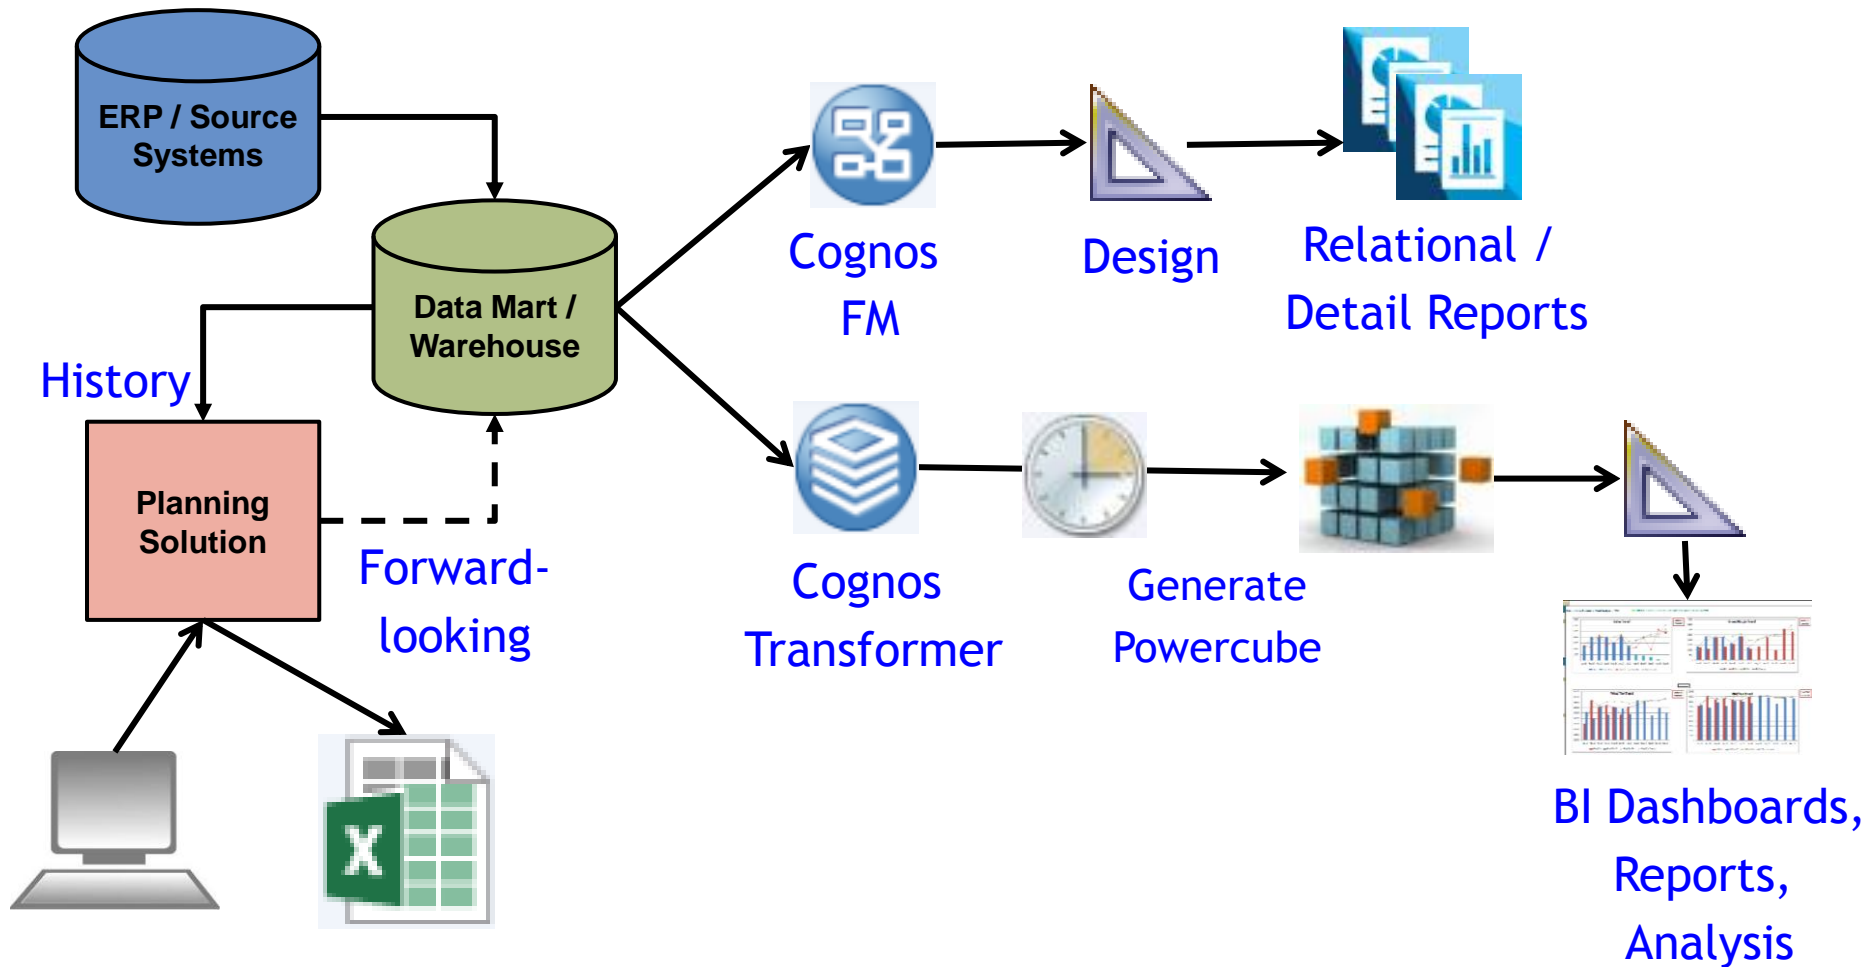 ERP / Source
Systems
Data Mart /
Warehouse
History
Planning
Solution
Forward-
looking
X
Cognos
FM
Design
Relational /
Detail Reports
Cognos
Transformer
Generate
Powercube
BI Dashboards,
Reports,
Analysis